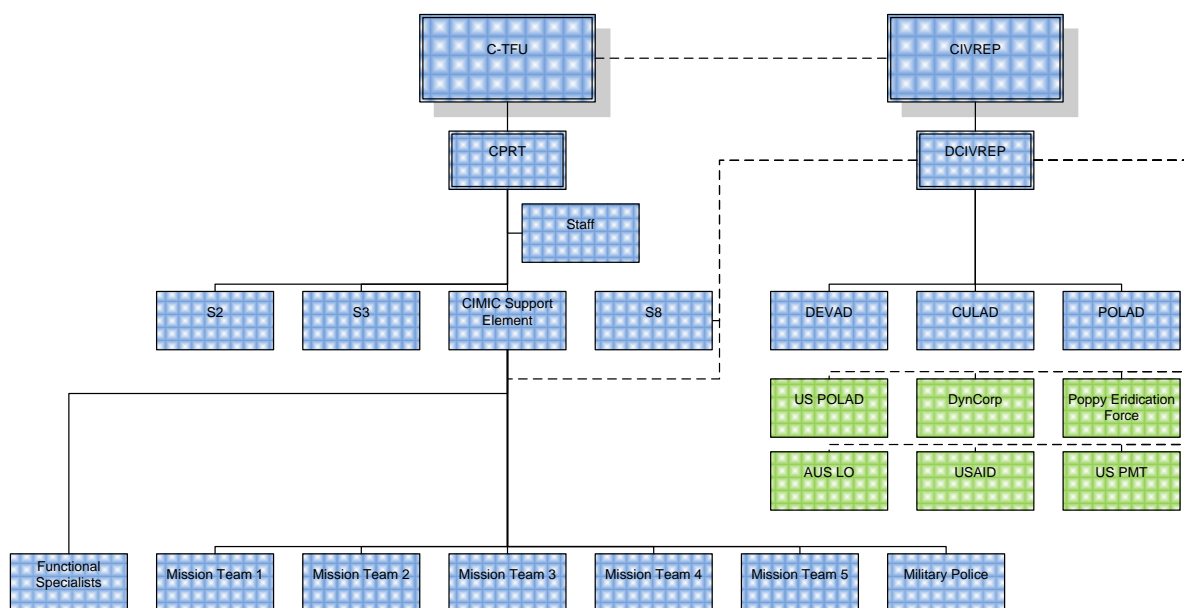 C-TFU
CIVREP
CPRT
DCIVREP
Staff
S2
S3
CIMIC Support
Element
S8
DEVAD
CULAD
POLAD
US POLAD
DynCorp
Poppy Eridication
Force
AUS LO
USAID
US PMT
Functional
Specialists
Mission Team 1
Mission Team 2
Mission Team 3
Mission Team 4
Mission Team 5
Military Police